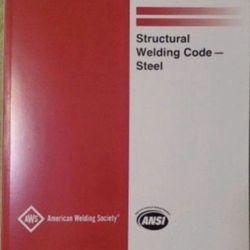 Structural
Welding Code—
Steel
AWS American Welding Society®
ANSI